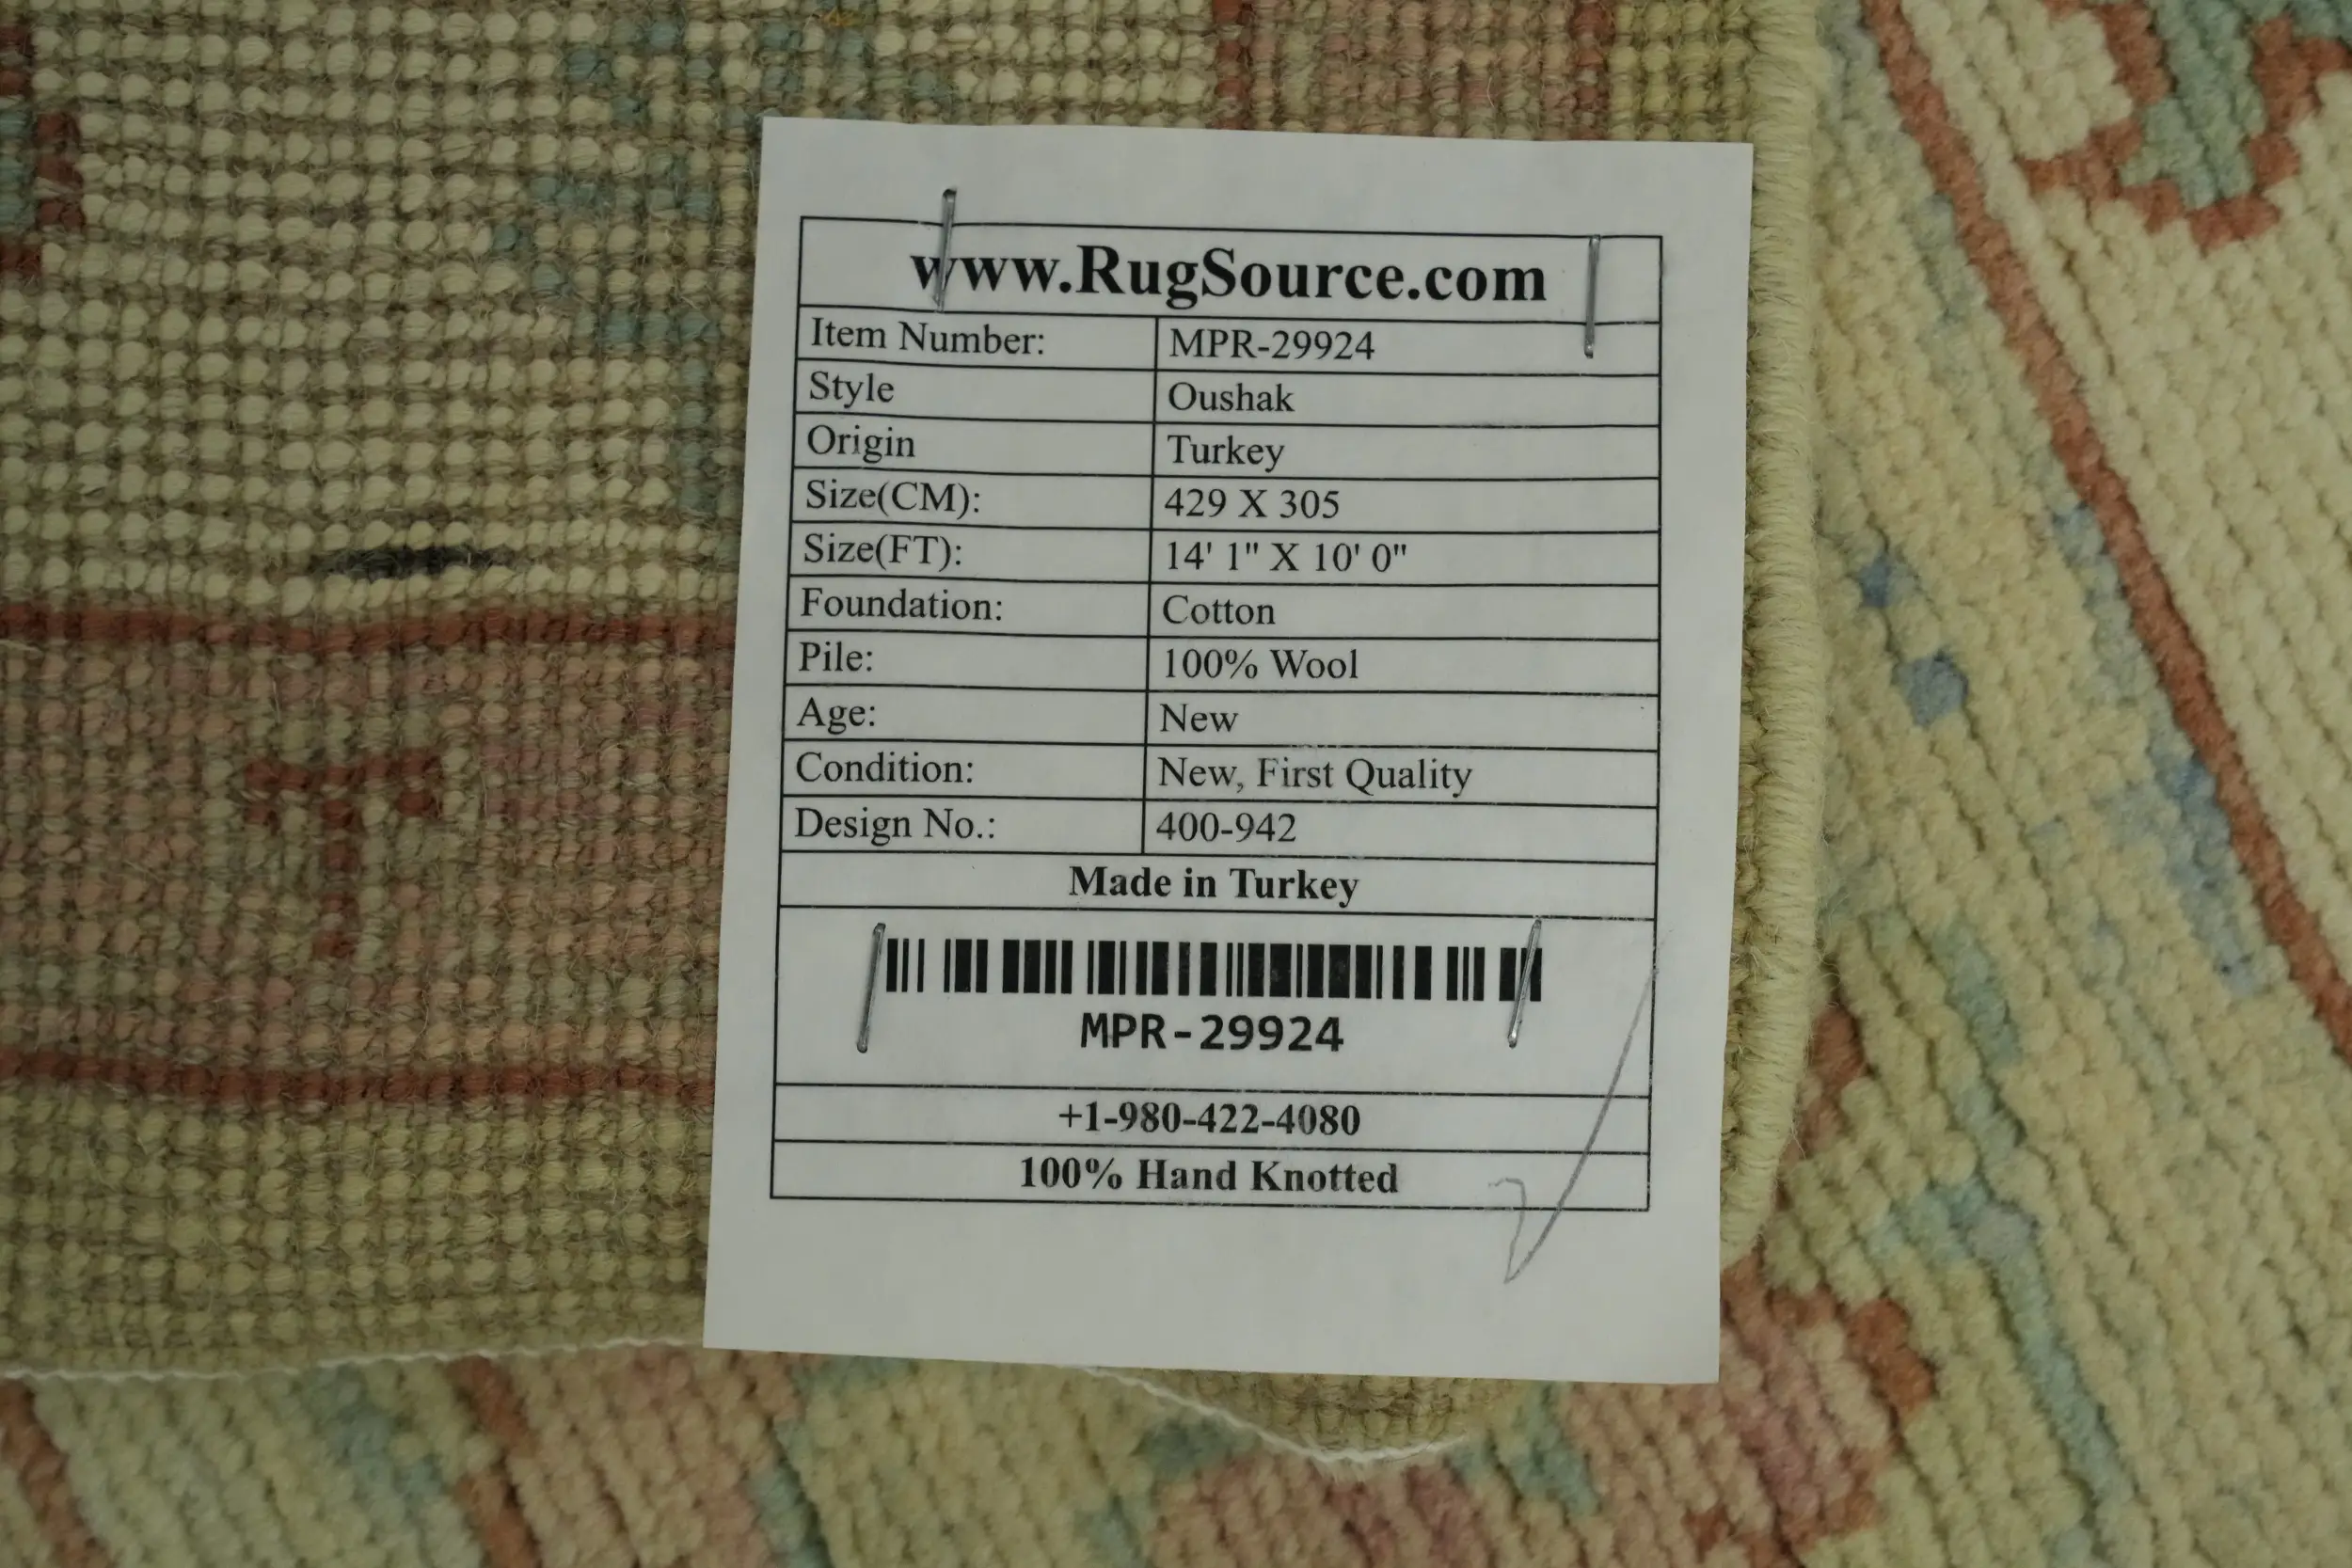 www.RugSource.com
Item Number: MPR-29924
Style Oushak
Origin Turkey
Size(CM): 429 X 305
Size(FT): 14' 1" X 10' 0"
Foundation: Cotton
Pile: 100% Wool
Age: New
Condition: New, First Quality
Design No.: 400-942
Made in Turkey
MPR-29924
+1-980-422-4080
100% Hand Knotted